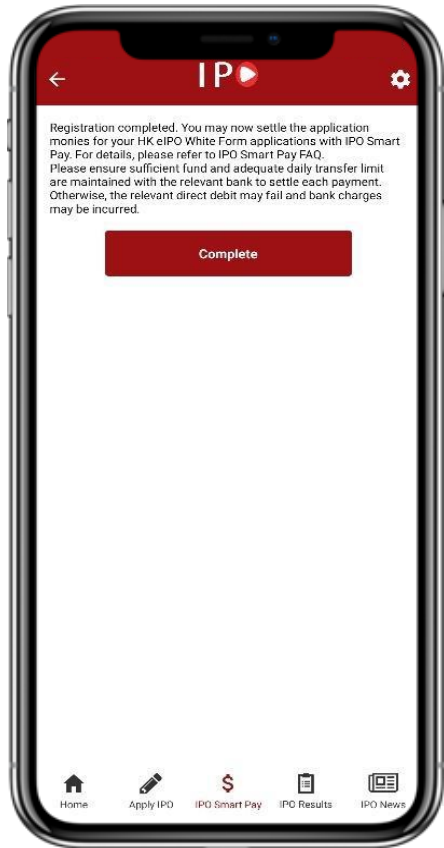 IPO
Registration completed. You may now settle the application
monies for your HK eIPO White Form applications with IPO Smart
Pay. For details, please refer to IPO Smart Pay FAQ.
Please ensure sufficient fund and adequate daily transfer limit
are maintained with the relevant bank to settle each payment.
Otherwise, the relevant direct debit may fail and bank charges
may be incurred.
Complete
Home Apply IPO IPO Smart Pay IPO Results IPO News